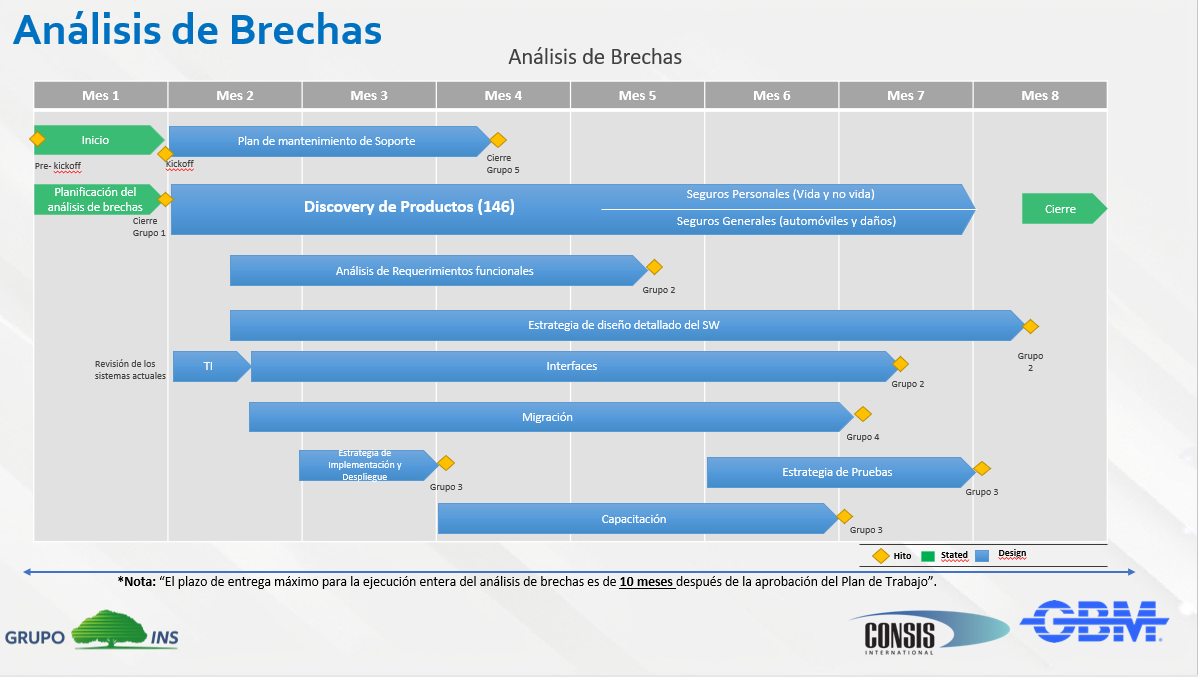 Análisis de Brechas
Análisis de Brechas
Mes 1
Mes 2
Mes 3
Mes 4
Mes 5
Mes 6
Mes 7
Mes 8
Inicio
Pre- kickoff
Kickoff
Plan de mantenimiento de Soporte
Cierre
Grupo 5
Planificación del
análisis de brechas
Cierre
Grupo 1
Discovery de Productos (146)
Seguros Personales (Vida y no vida)
Seguros Generales (automóviles y daños)
Cierre
Análisis de Requerimientos funcionales
Grupo 2
Estrategia de diseño detallado del SW
Grupo
2
Revisión de los
sistemas actuales
TI
Interfaces
Grupo 2
Migración
Grupo 4
Estrategia de
Implementación y
Despliegue
Grupo 3
Estrategia de Pruebas
Grupo 3
Capacitación
Grupo 3
Hito
Stated
Design
*Nota: “El plazo de entrega máximo para la ejecución entera del análisis de brechas es de 10 meses después de la aprobación del Plan de Trabajo”.
GRUPO INS
CONSIS
INTERNATIONAL
GBM